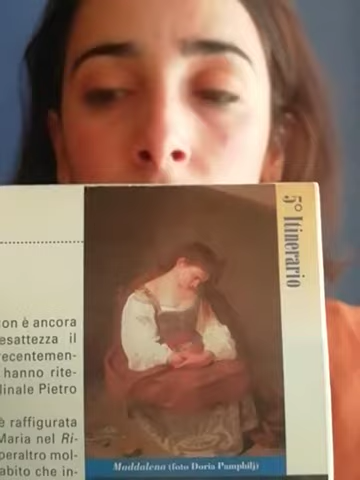 5° Itinerario
on è ancora
esattezza il
recentemen-
hanno rite-
linale Pietro
è raffigurata
Maria nel Ri-
peraltro mol-
abito che in-
Maddalena (foto Doria Pamphilj)